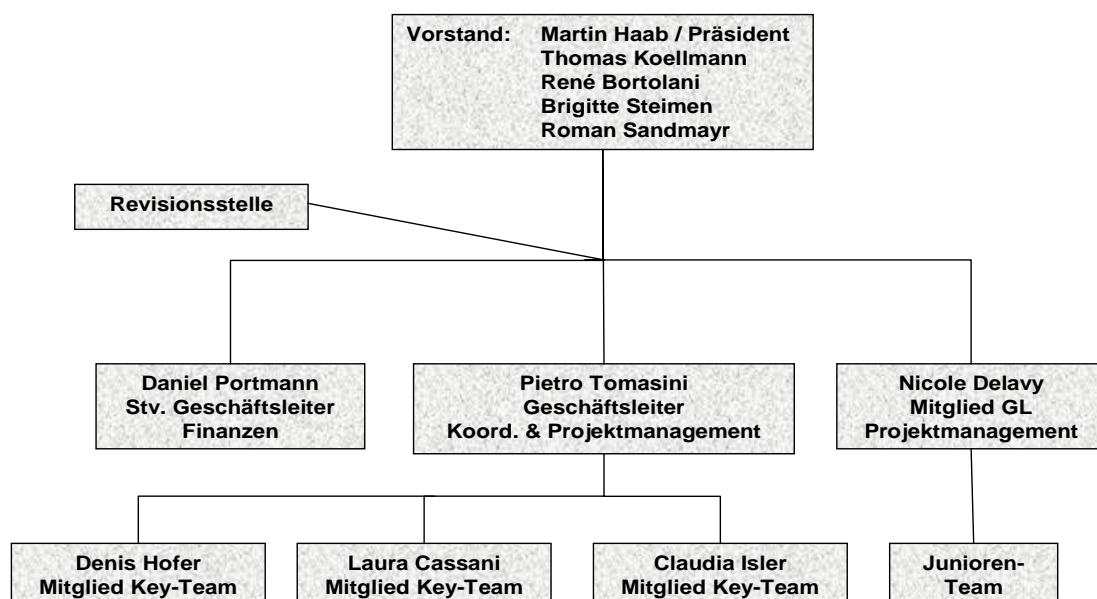 Vorstand: Martin Haab / Präsident
Thomas Koellmann
René Bortolani
Brigitte Steimen
Roman Sandmayr
Revisionsstelle
Daniel Portmann
Stv. Geschäftsleiter
Finanzen
Pietro Tomasini
Geschäftsleiter
Koord. & Projektmanagement
Nicole Delavy
Mitglied GL
Projektmanagement
Denis Hofer
Mitglied Key-Team
Laura Cassani
Mitglied Key-Team
Claudia Isler
Mitglied Key-Team
Junioren-
Team